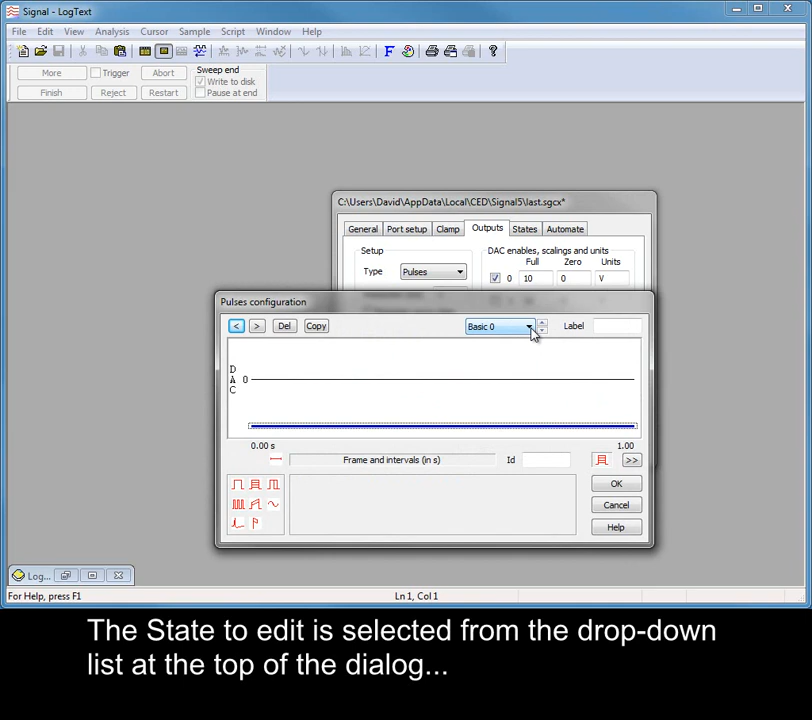 Signal - LogText
File Edit View Analysis Cursor Sample Script Window Help
More Trigger Abort Sweep end
Write to disk
Finish Reject Restart Pause at end
C:\Users\David\AppData\Local\CED\Signal5\last.sgcx*
General Port setup Clamp Outputs States Automate
Setup DAC enables, scalings and units
Full Zero Units
Type Pulses 0 10 0 V
Pulses configuration
< > Del Copy Basic 0 Label
D
A 0
C
0.00 s 1.00
Frame and intervals (in s) Id >>
OK
Cancel
Help
Log...
For Help, press F1 Ln 1, Col 1
The State to edit is selected from the drop-down
list at the top of the dialog...